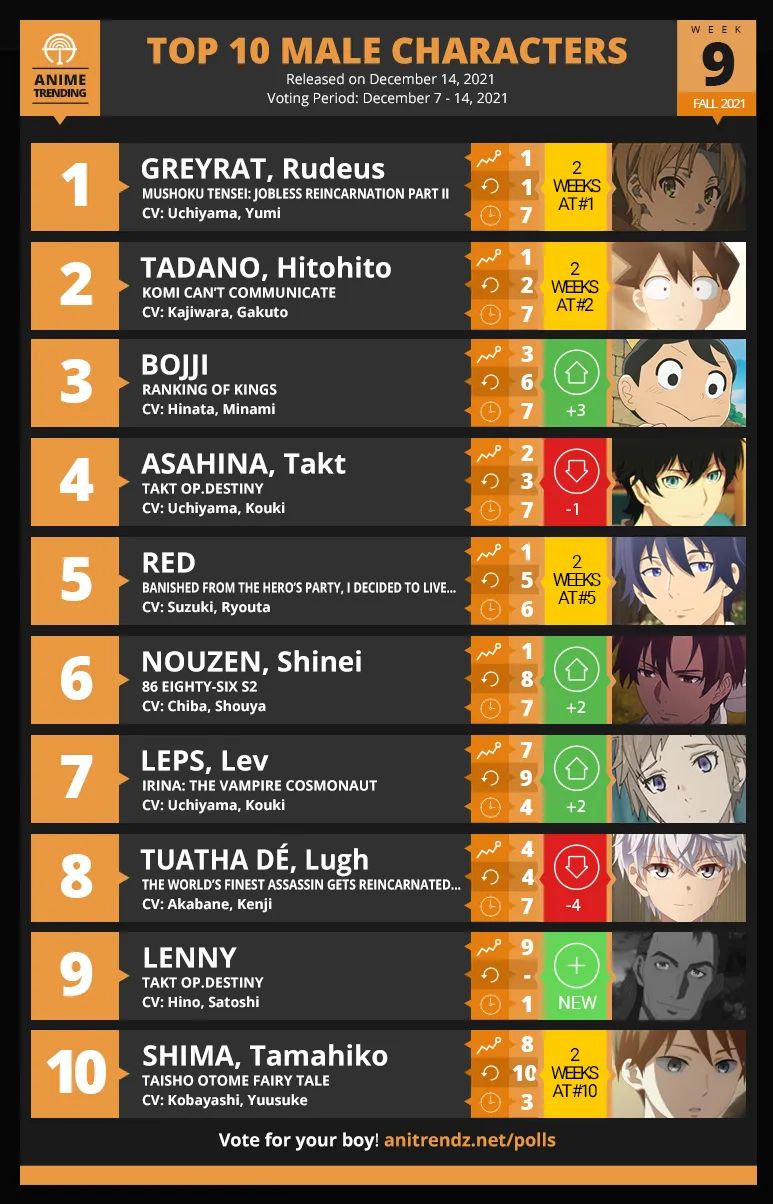 ANIME
TRENDING
TOP 10 MALE CHARACTERS
Released on December 14, 2021
Voting Period: December 7 - 14, 2021
WEEK
9
FALL 2021
1
GREYRAT, Rudeus
MUSHOKU TENSEI: JOBLESS REINCARNATION PART II
CV: Uchiyama, Yumi
1
1
7
2
WEEKS
AT #1
2
TADANO, Hitohito
KOMI CAN'T COMMUNICATE
CV: Kajiwara, Gakuto
1
2
7
2
WEEKS
AT #2
3
BOJJI
RANKING OF KINGS
CV: Hinata, Minami
3
6
7
+3
4
ASAHINA, Takt
TAKT OP.DESTINY
CV: Uchiyama, Kouki
2
3
7
-1
5
RED
BANISHED FROM THE HERO'S PARTY, I DECIDED TO LIVE...
CV: Suzuki, Ryouta
1
5
6
2
WEEKS
AT #5
6
NOUZEN, Shinei
86 EIGHTY-SIX S2
CV: Chiba, Shouya
1
8
7
+2
7
LEPS, Lev
IRINA: THE VAMPIRE COSMONAUT
CV: Uchiyama, Kouki
7
9
4
+2
8
TUATHA DÉ, Lugh
THE WORLD'S FINEST ASSASSIN GETS REINCARNATED...
CV: Akabane, Kenji
4
4
7
-4
9
LENNY
TAKT OP.DESTINY
CV: Hino, Satoshi
9
-
1
NEW
10
SHIMA, Tamahiko
TAISHO OTOME FAIRY TALE
CV: Kobayashi, Yuusuke
8
10
3
2
WEEKS
AT #10
Vote for your boy! anitrendz.net/polls